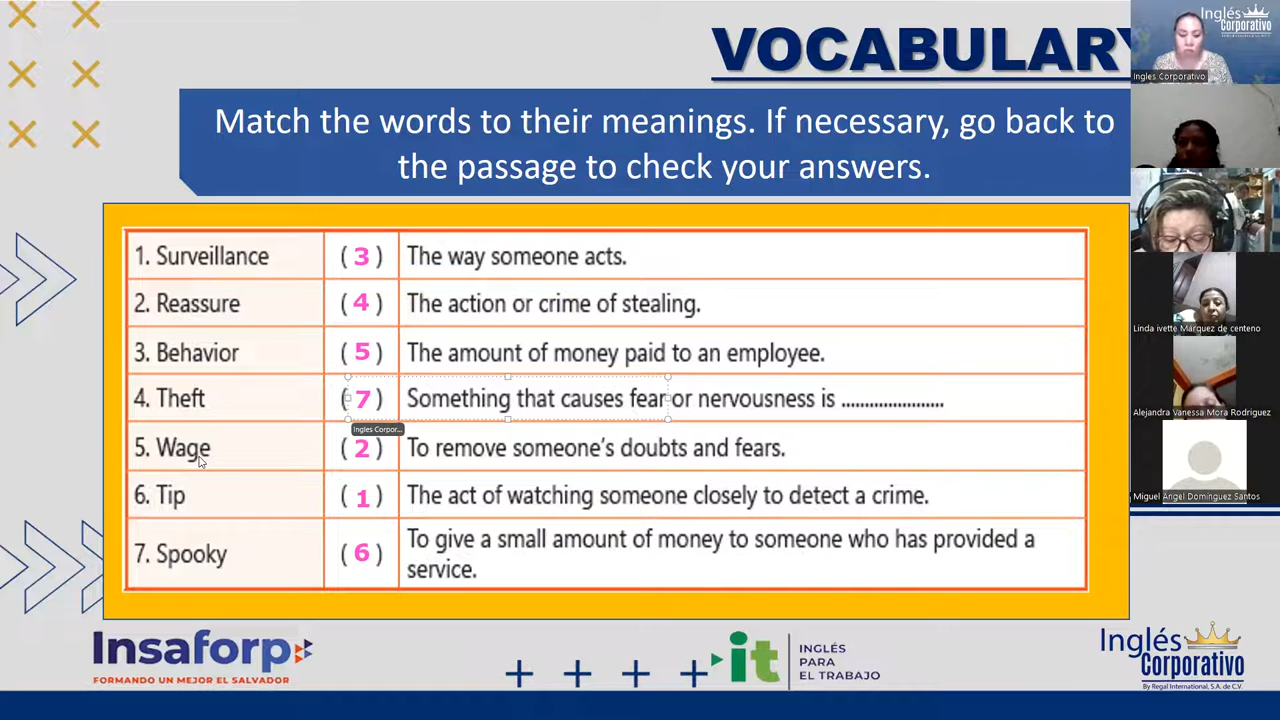 VOCABULARY
Inglés
Corporativo
Ingles Corporativo
Match the words to their meanings. If necessary, go back to
the passage to check your answers.
1. Surveillance ( 3 ) The way someone acts.
2. Reassure ( 4 ) The action or crime of stealing.
3. Behavior ( 5 ) The amount of money paid to an employee.
4. Theft ( 7 ) Something that causes fear or nervousness is ......................
Ingles Corpor...
5. Wage ( 2 ) To remove someone's doubts and fears.
6. Tip ( 1 ) The act of watching someone closely to detect a crime.
7. Spooky ( 6 ) To give a small amount of money to someone who has provided a
service.
Linda ivette Márquez de centeno
Alejandra Vanessa Mora Rodriguez
Miguel Angel Dominguez Santos
Insaforp
FORMANDO UN MEJOR EL SALVADOR
it
INGLÉS
PARA
EL TRABAJO
Inglés
Corporativo
By Regal International, S.A. de C.V.